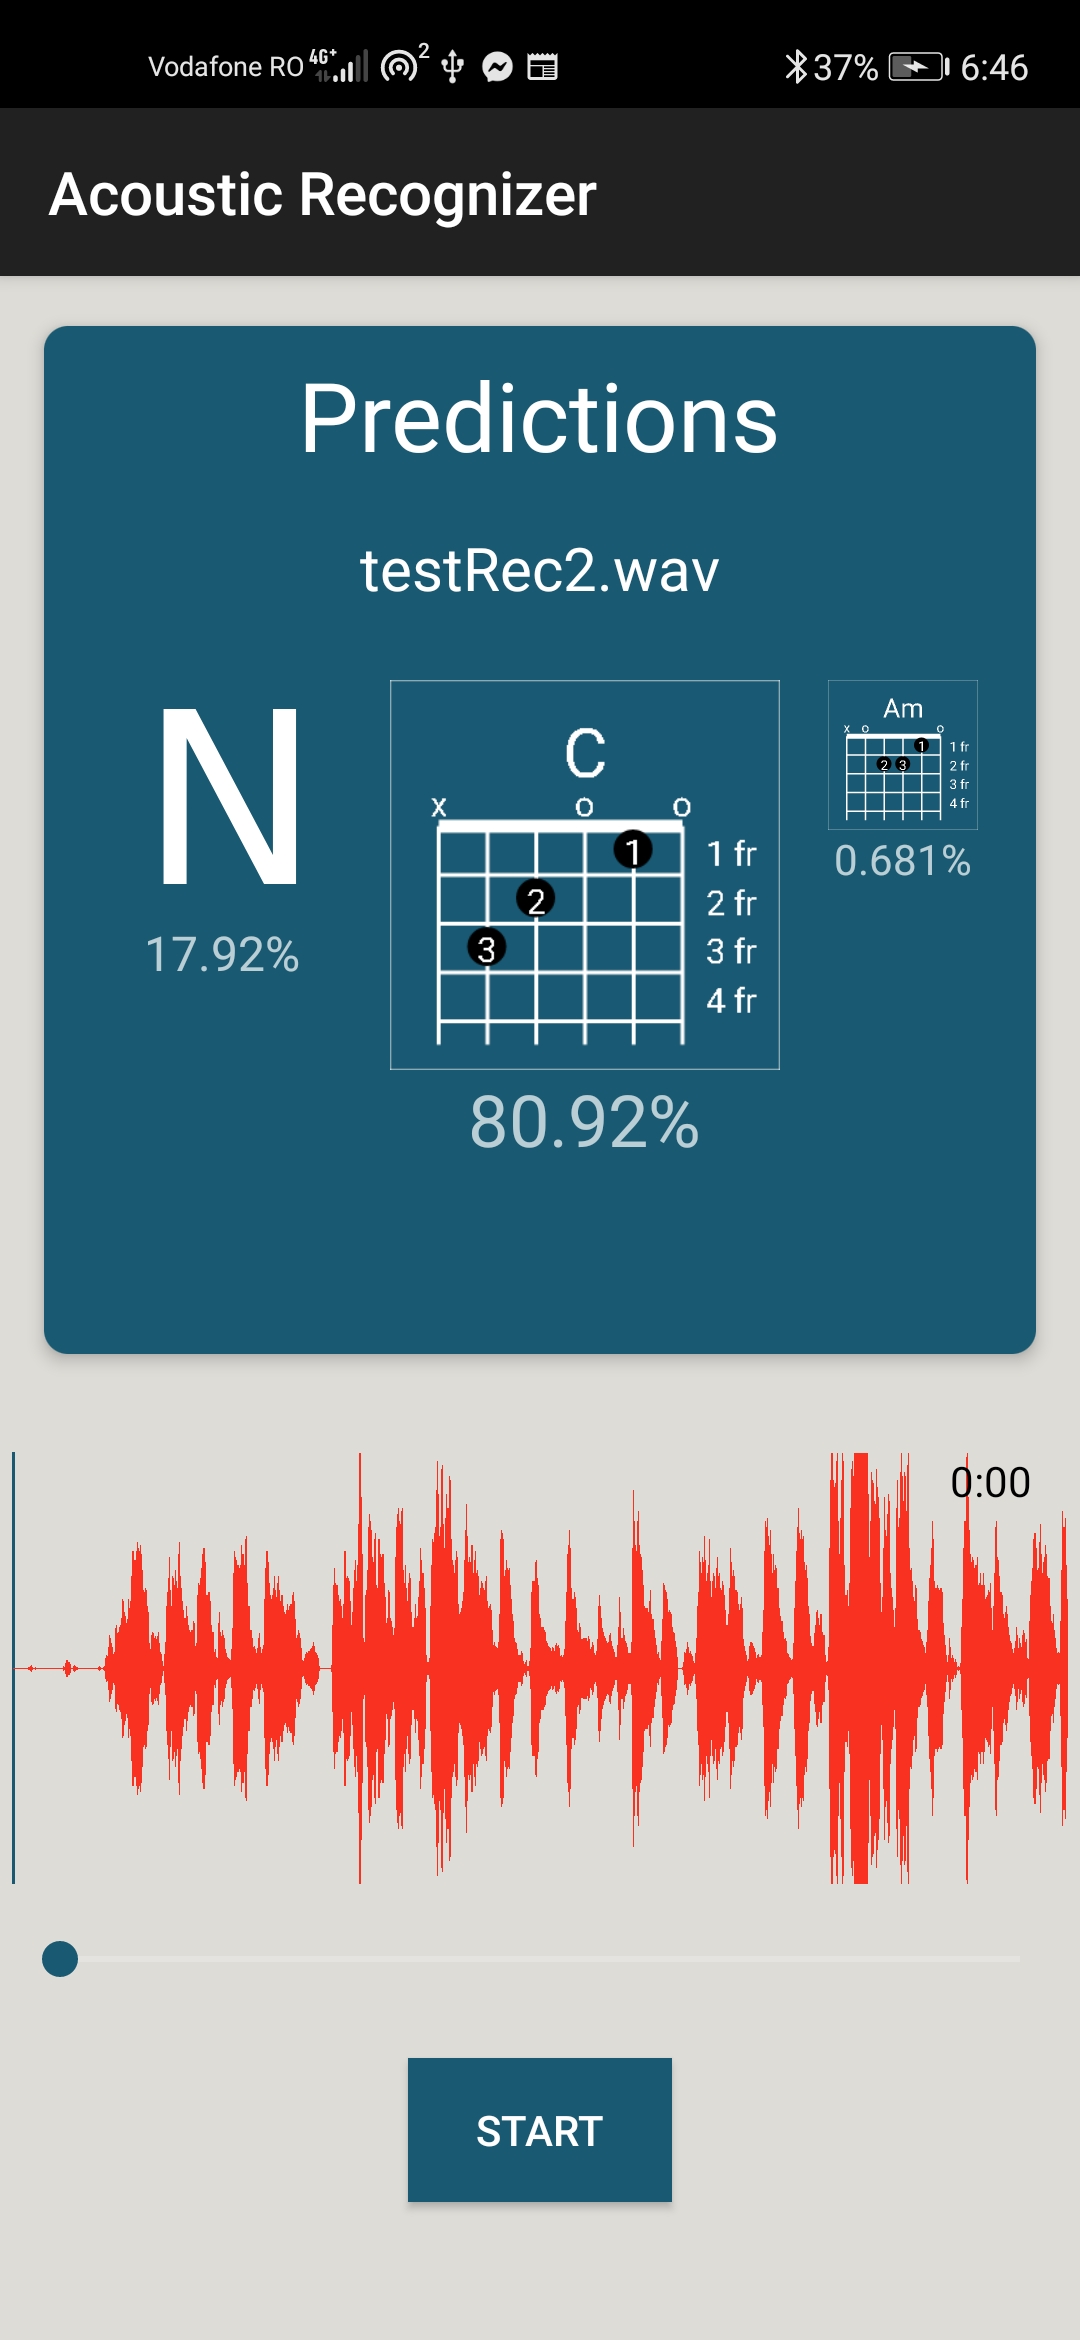 Vodafone RO 4G+ 2 37% 6:46
Acoustic Recognizer
Predictions
testRec2.wav
N
17.92%
C
x o o
1 1 fr
2 2 fr
3 3 fr
4 fr
80.92%
Am
x o o
1 1 fr
2 3 2 fr
3 fr
4 fr
0.681%
0:00
START